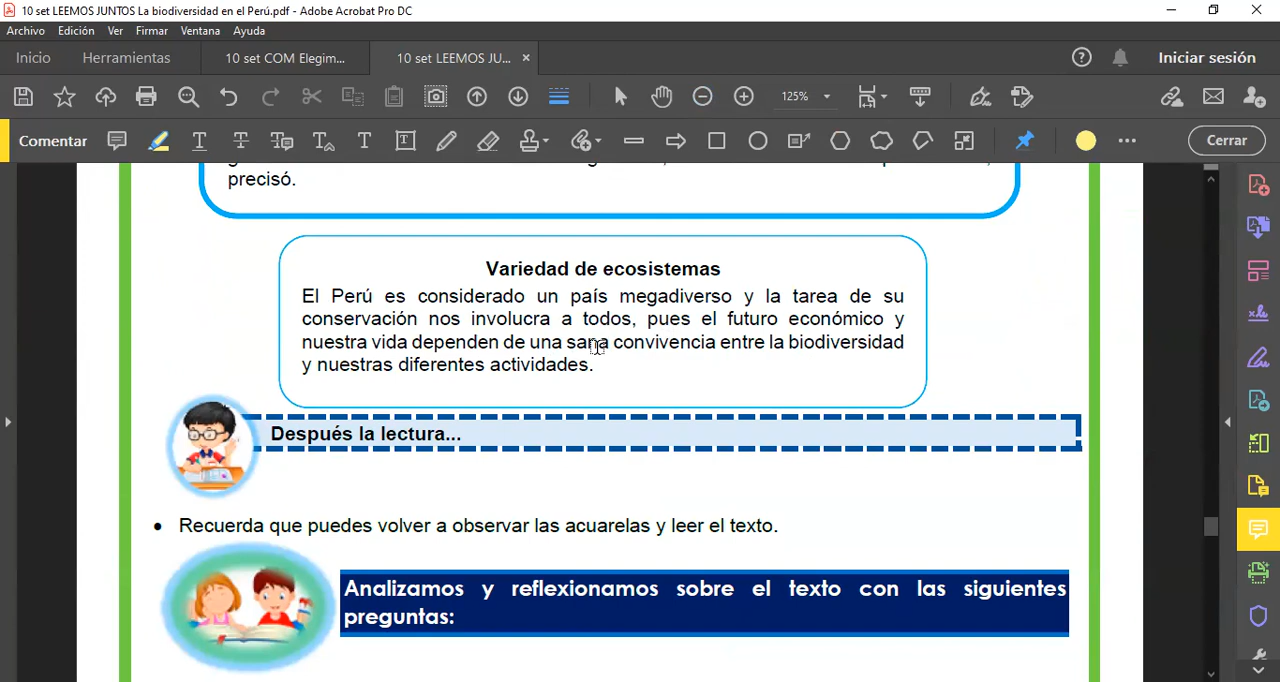 10 set LEEMOS JUNTOS La biodiversidad en el Perú.pdf - Adobe Acrobat Pro DC
Archivo Edición Ver Firmar Ventana Ayuda
Inicio Herramientas 10 set COM Elegim... 10 set LEEMOS JU... × Iniciar sesión
125%
Comentar Cerrar
precisó.
Variedad de ecosistemas
El Perú es considerado un país megadiverso y la tarea de su
conservación nos involucra a todos, pues el futuro económico y
nuestra vida dependen de una sana convivencia entre la biodiversidad
y nuestras diferentes actividades.
Después la lectura...
• Recuerda que puedes volver a observar las acuarelas y leer el texto.
Analizamos y reflexionamos sobre el texto con las siguientes
preguntas: